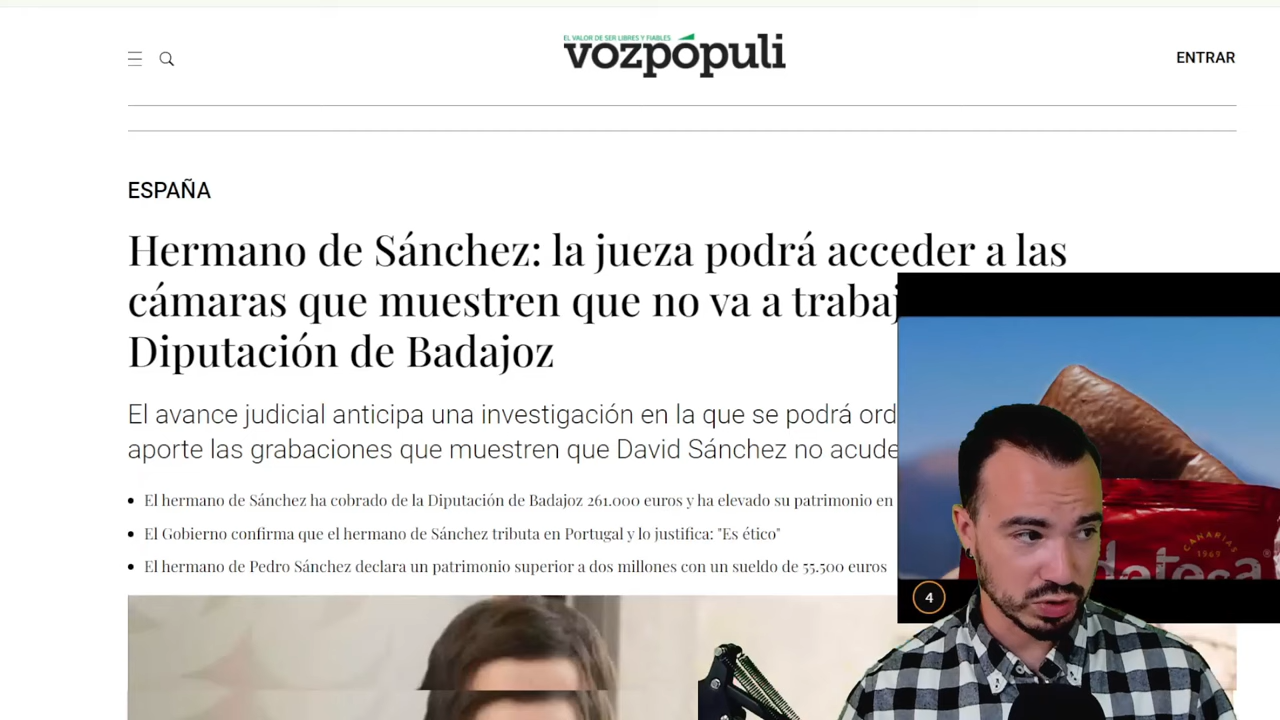 EL VALOR DE SER LIBRES Y FIABLES
vozpópuli
ENTRAR
ESPAÑA
Hermano de Sánchez: la jueza podrá acceder a las
cámaras que muestren que no va a
Diputación de Badajoz
El avance judicial anticipa una investigación en la que se podrá
aporte las grabaciones que muestren que David Sánchez no
El hermano de Sánchez ha cobrado de la Diputación de Badajoz 261.000 euros y ha elevado su patrimonio en
El Gobierno confirma que el hermano de Sánchez tributa en Portugal y lo justifica: "Es ético"
El hermano de Pedro Sánchez declara un patrimonio superior a dos millones con un sueldo de 55.500 euros
CANARIAS
1969
4